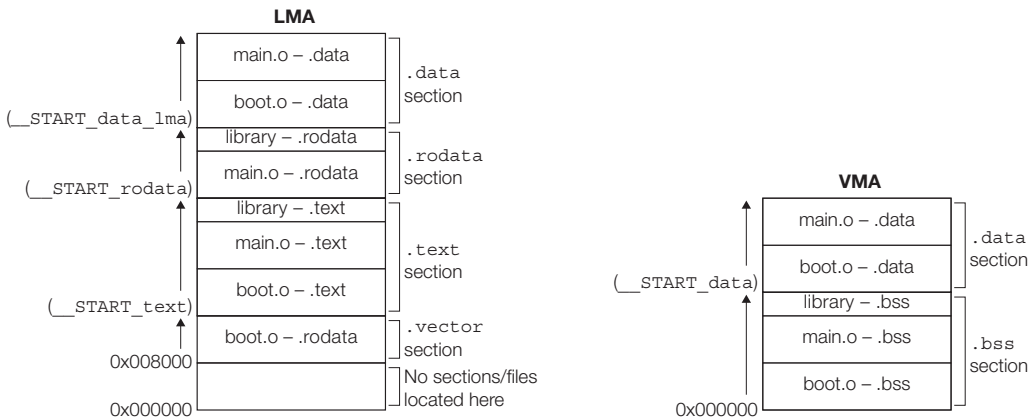 LMA
main.o – .data
.data
section
boot.o – .data
(__START_data_lma)
library – .rodata
.rodata
section
main.o – .rodata
(__START_rodata)
library – .text
.text
section
main.o – .text
boot.o – .text
(__START_text)
boot.o – .rodata
.vector
section
0x008000
No sections/files
located here
0x000000
VMA
main.o – .data
.data
section
boot.o – .data
(__START_data)
library – .bss
.bss
section
main.o – .bss
boot.o – .bss
0x000000